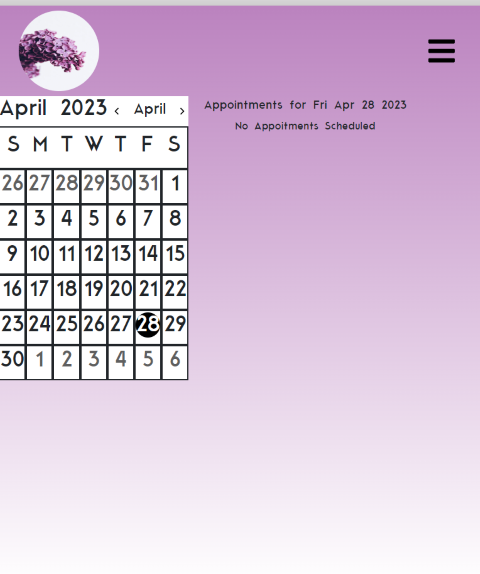 April 2023 ‹ April ›
S M T W T F S
26 27 28 29 30 31 1
2 3 4 5 6 7 8
9 10 11 12 13 14 15
16 17 18 19 20 21 22
23 24 25 26 27 28 29
30 1 2 3 4 5 6
Appointments for Fri Apr 28 2023
No Appoitments Scheduled